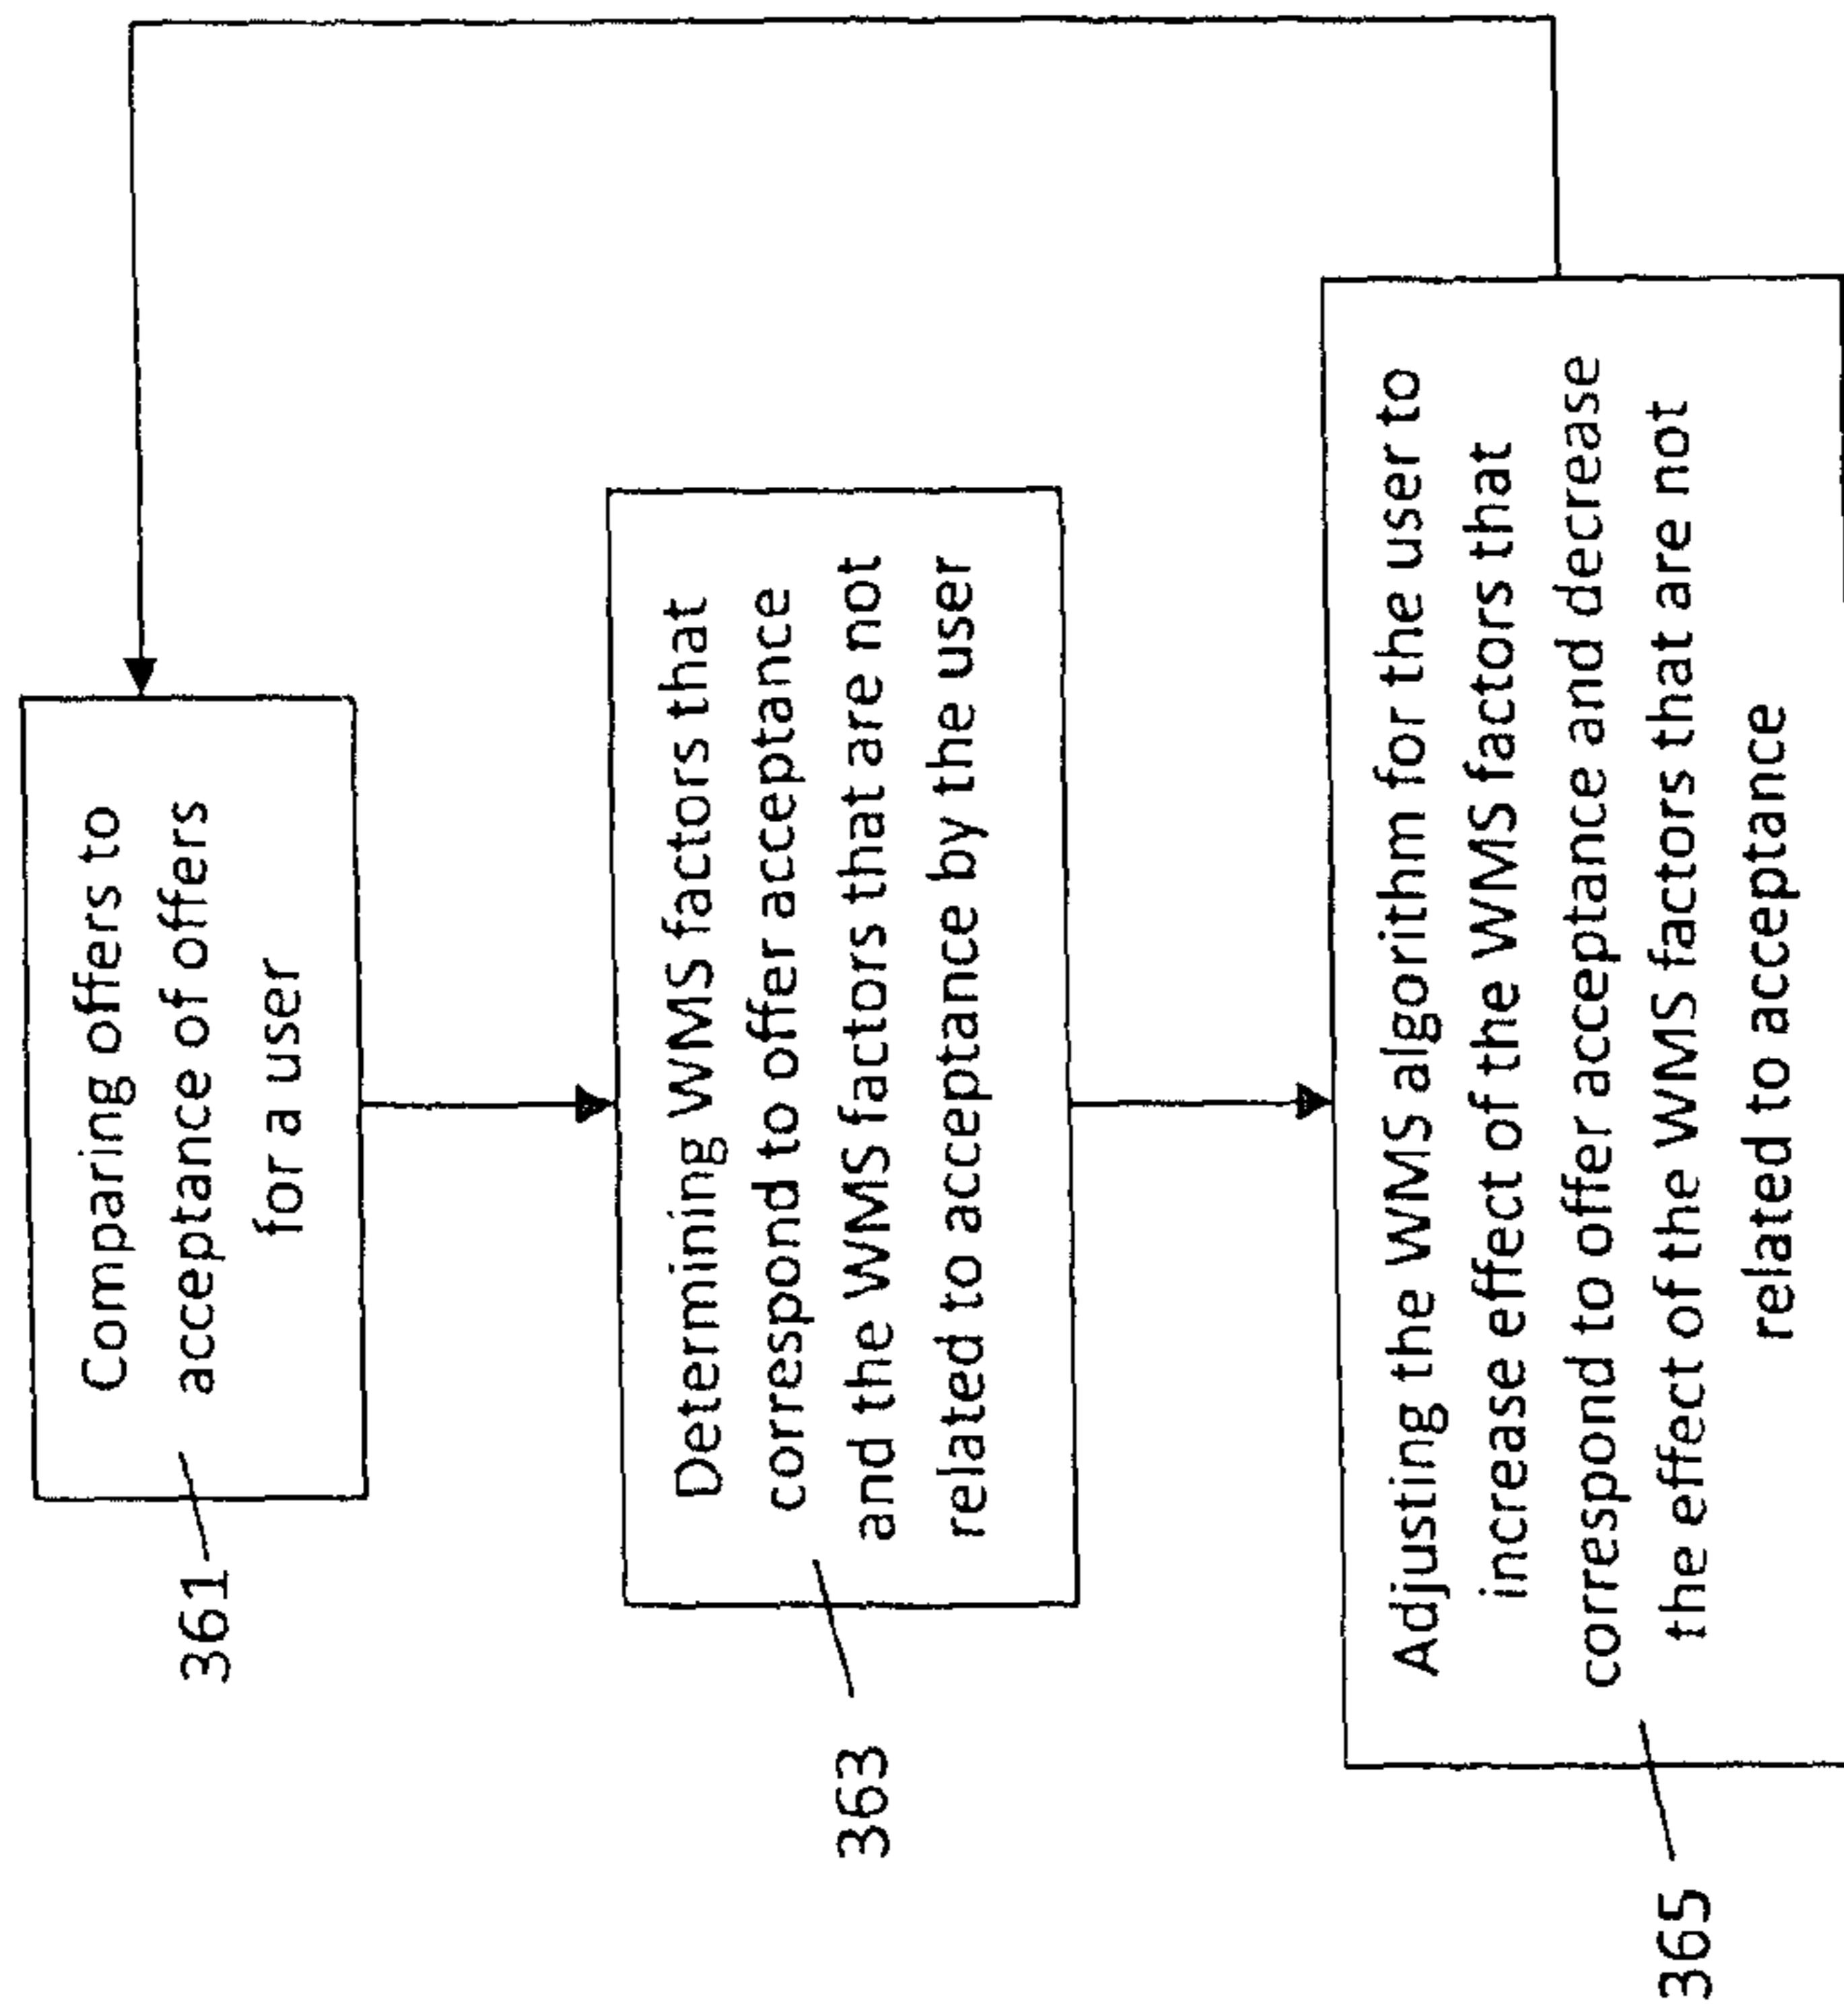 361
Comparing offers to
acceptance of offers
for a user
363
Determining WMS factors that
correspond to offer acceptance
and the WMS factors that are not
related to acceptance by the user
365
Adjusting the WMS algorithm for the user to
increase effect of the WMS factors that
correspond to offer acceptance and decrease
the effect of the WMS factors that are not
related to acceptance